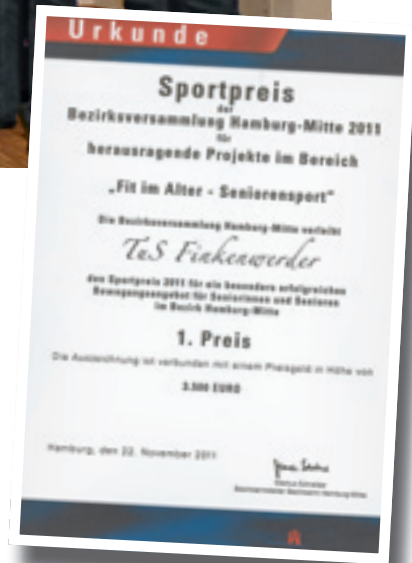 Urkunde
Sportpreis
der
Bezirksversammlung Hamburg-Mitte 2011
für
herausragende Projekte im Bereich
„Fit im Alter - Seniorensport"
Die Bezirksversammlung Hamburg-Mitte verleiht
TuS Finkenwerder
den Sportpreis 2011 für ein besonders erfolgreiches
Bewegungsangebot für Seniorinnen und Senioren
im Bezirk Hamburg-Mitte
1. Preis
Die Auszeichnung ist verbunden mit einem Preisgeld in Höhe von
3.500 EURO
Hamburg, den 22. November 2011